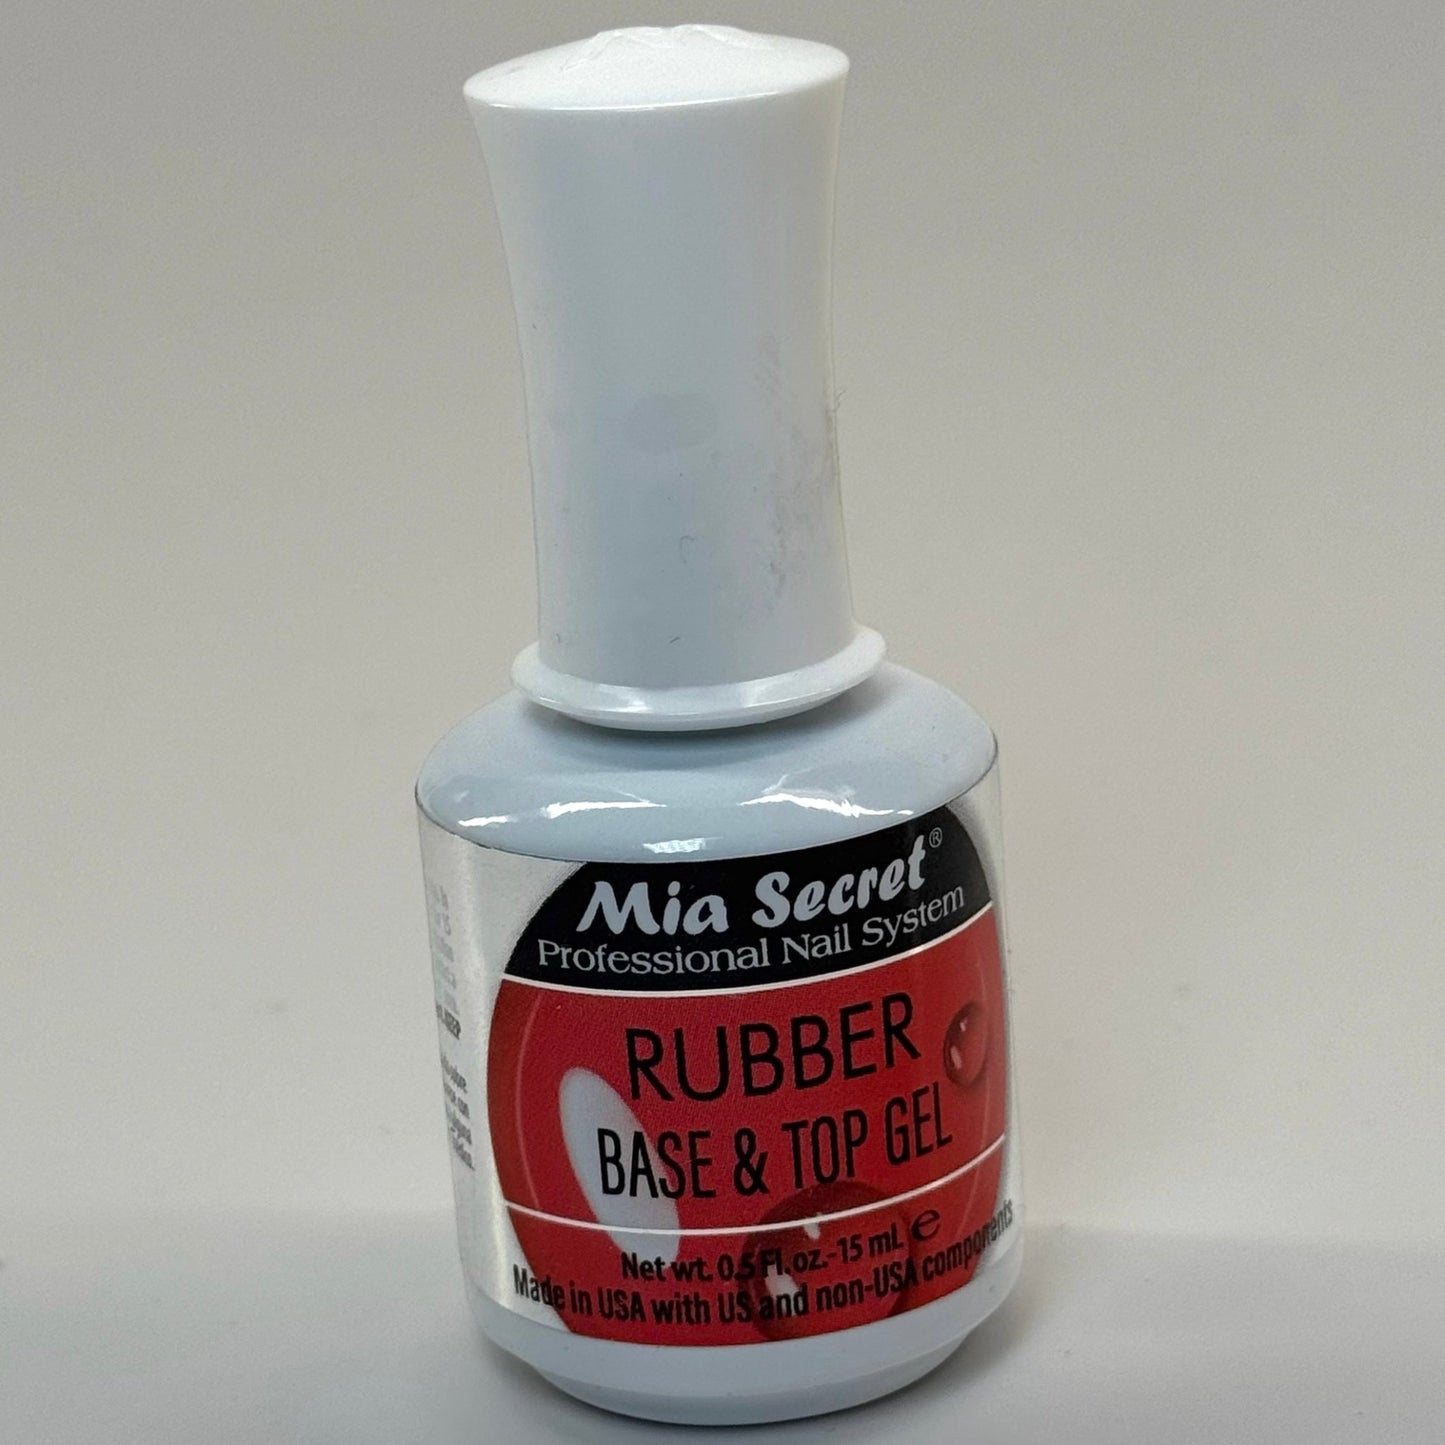 Mia Secret®
Professional Nail System
RUBBER
BASE & TOP GEL
Net wt. 0.5 Fl.oz.-15 mL e
Made in USA with US and non-USA components